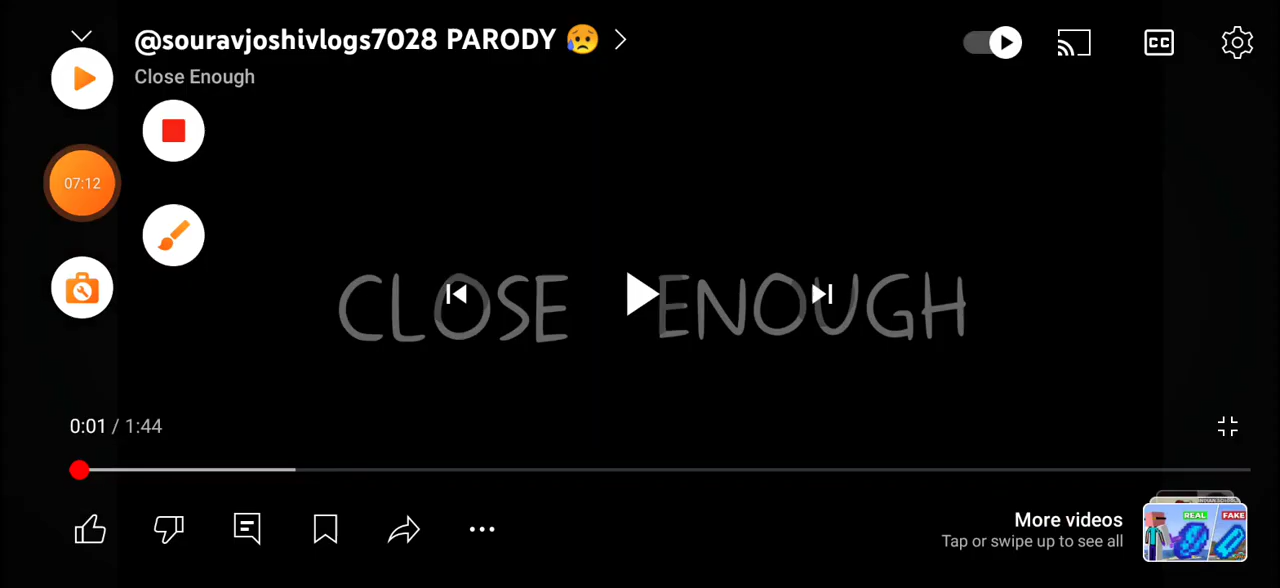 @souravjoshivlogs7028 PARODY 😥
Close Enough
CC
07:12
CLOSE ENOUGH
0:01 / 1:44
REAL FAKE
More videos
Tap or swipe up to see all